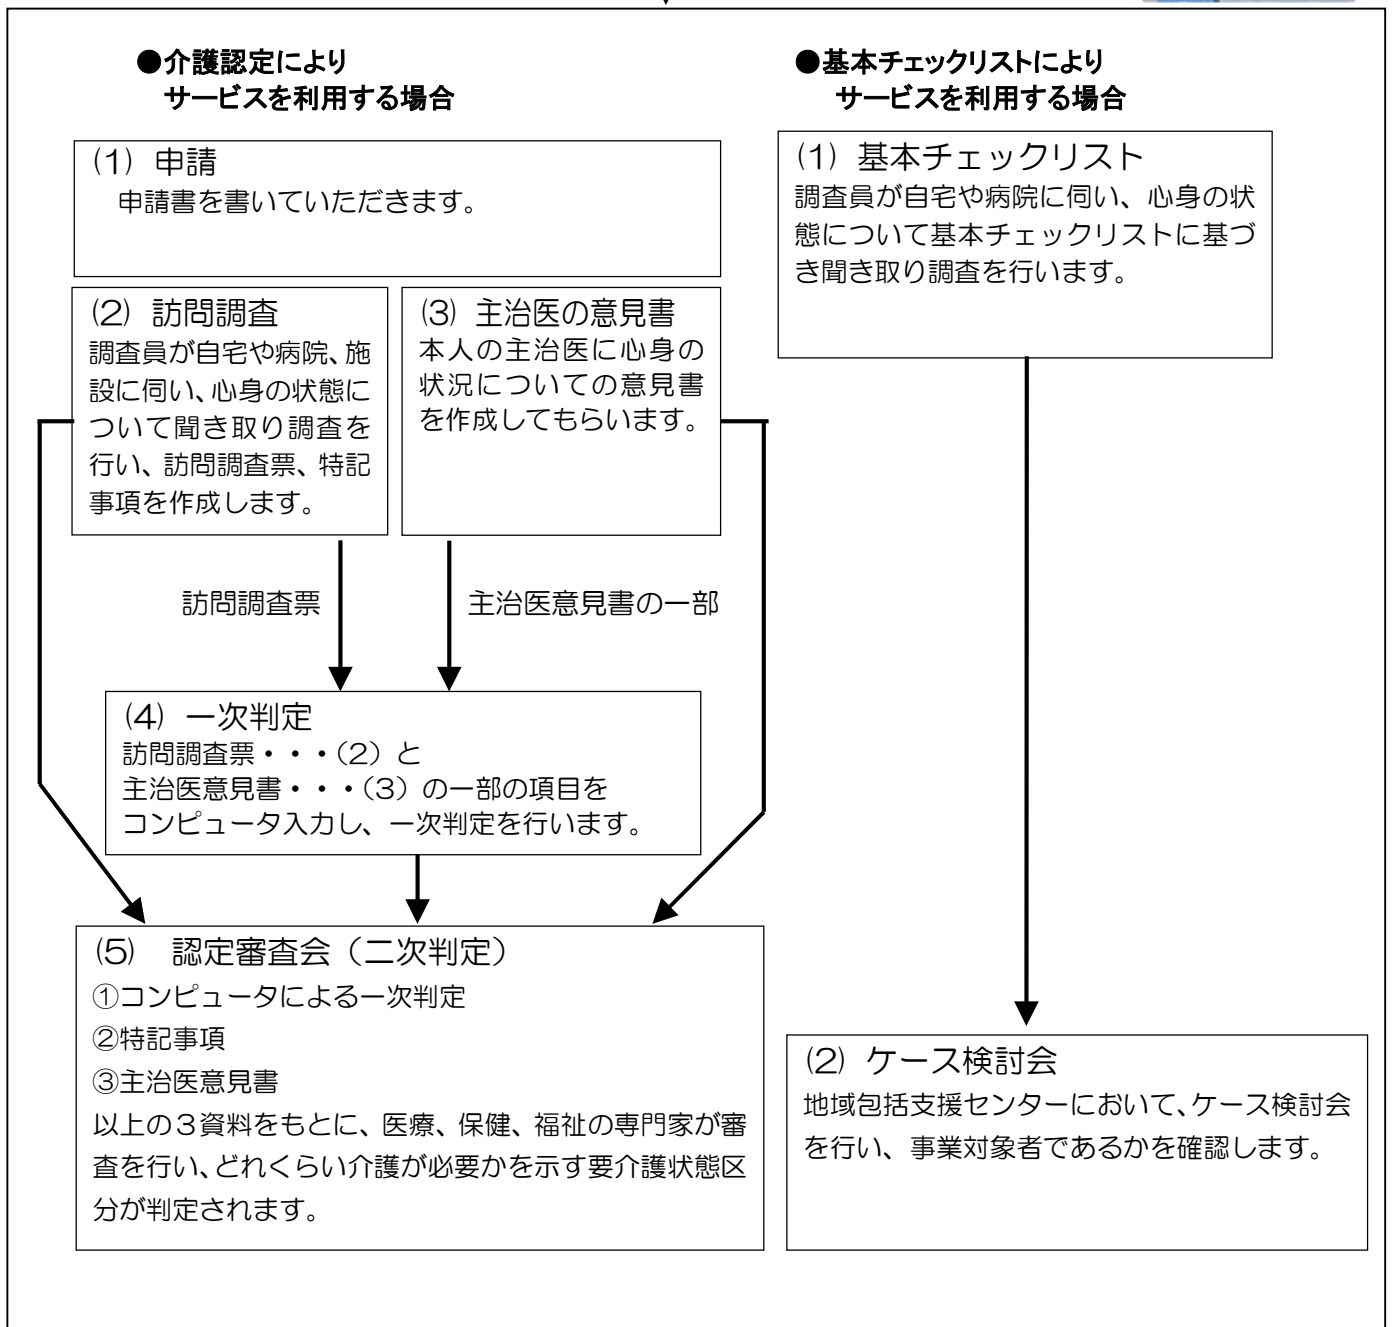 ●介護認定により
サービスを利用する場合
(1) 申請
申請書を書いていただきます。
(2) 訪問調査
調査員が自宅や病院、施
設に伺い、心身の状態に
ついて聞き取り調査を
行い、訪問調査票、特記
事項を作成します。
(3) 主治医の意見書
本人の主治医に心身の
状況についての意見書
を作成してもらいます。
訪問調査票
主治医意見書の一部
(4) 一次判定
訪問調査票・・・(2) と
主治医意見書・・・(3) の一部の項目を
コンピュータ入力し、一次判定を行います。
(5) 認定審査会（二次判定）
①コンピュータによる一次判定
②特記事項
③主治医意見書
以上の３資料をもとに、医療、保健、福祉の専門家が審
査を行い、どれくらい介護が必要かを示す要介護状態区
分が判定されます。
●基本チェックリストにより
サービスを利用する場合
(1) 基本チェックリスト
調査員が自宅や病院に伺い、心身の状
態について基本チェックリストに基づ
き聞き取り調査を行います。
(2) ケース検討会
地域包括支援センターにおいて、ケース検討会
を行い、事業対象者であるかを確認します。